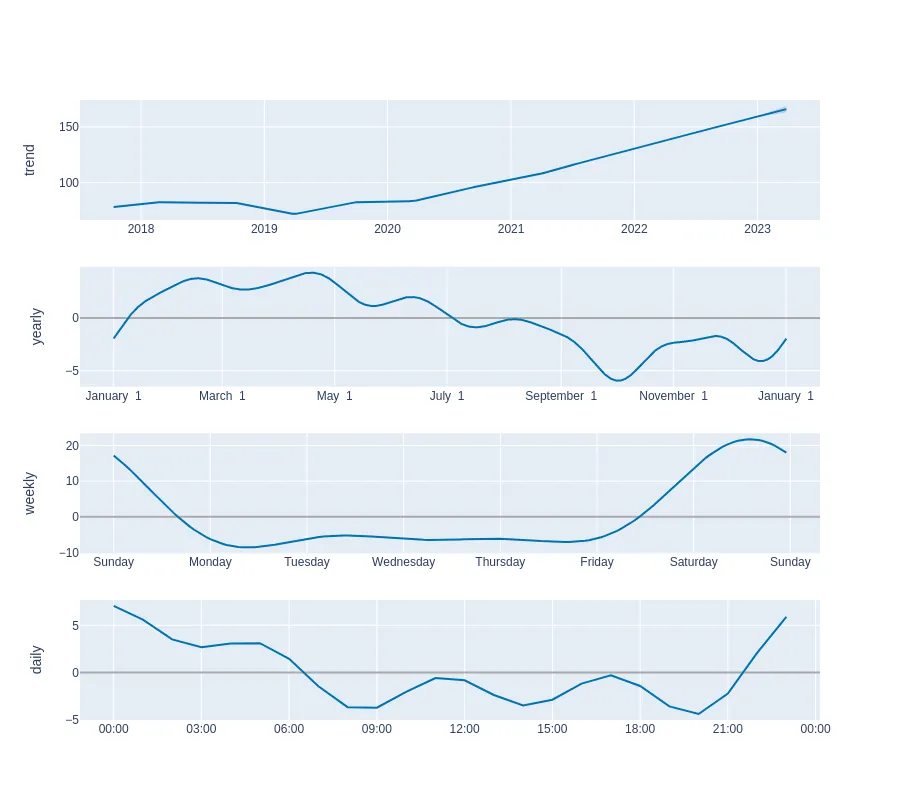 trend
150
100
2018 2019 2020 2021 2022 2023
yearly
0
−5
January 1 March 1 May 1 July 1 September 1 November 1 January 1
weekly
20
10
0
−10
Sunday Monday Tuesday Wednesday Thursday Friday Saturday Sunday
daily
5
0
−5
00:00 03:00 06:00 09:00 12:00 15:00 18:00 21:00 00:00